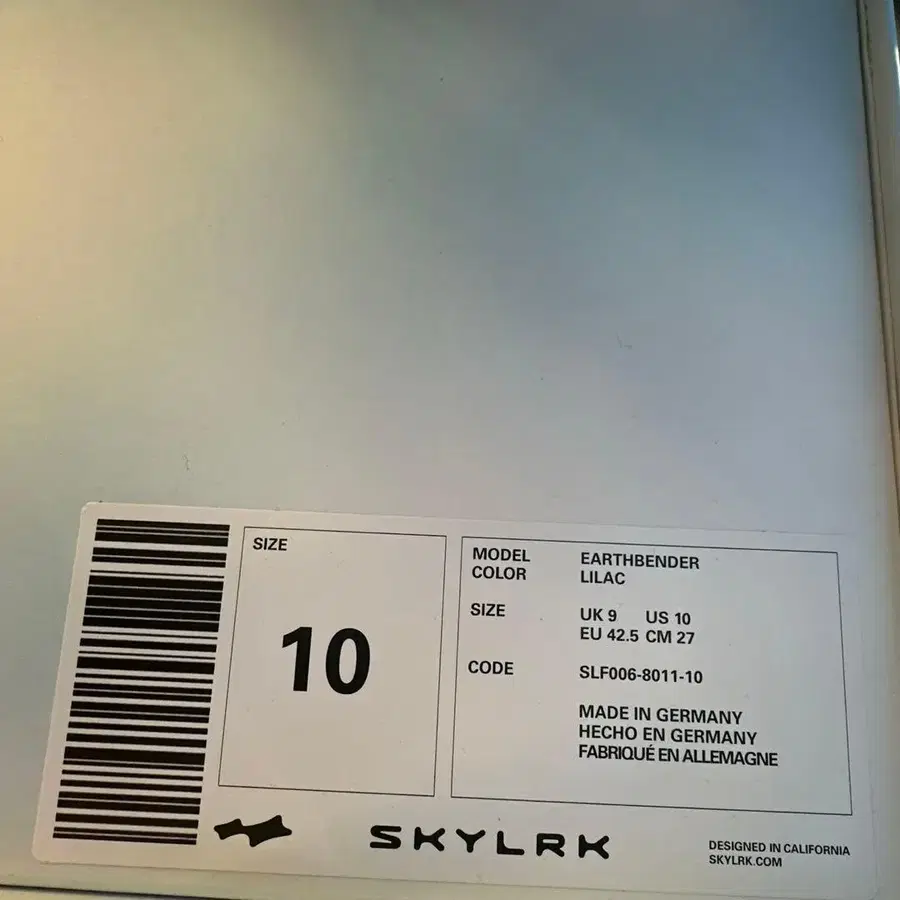 SIZE
10
MODEL EARTHBENDER
COLOR LILAC
SIZE UK 9 US 10
EU 42.5 CM 27
CODE SLF006-8011-10
MADE IN GERMANY
HECHO EN GERMANY
FABRIQUÉ EN ALLEMAGNE
SKYLRK
DESIGNED IN CALIFORNIA
SKYLRK.COM